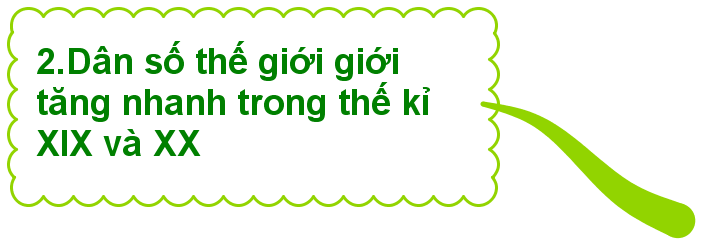 2.Dân số thế giới giới
tăng nhanh trong thế kỉ
XIX và XX